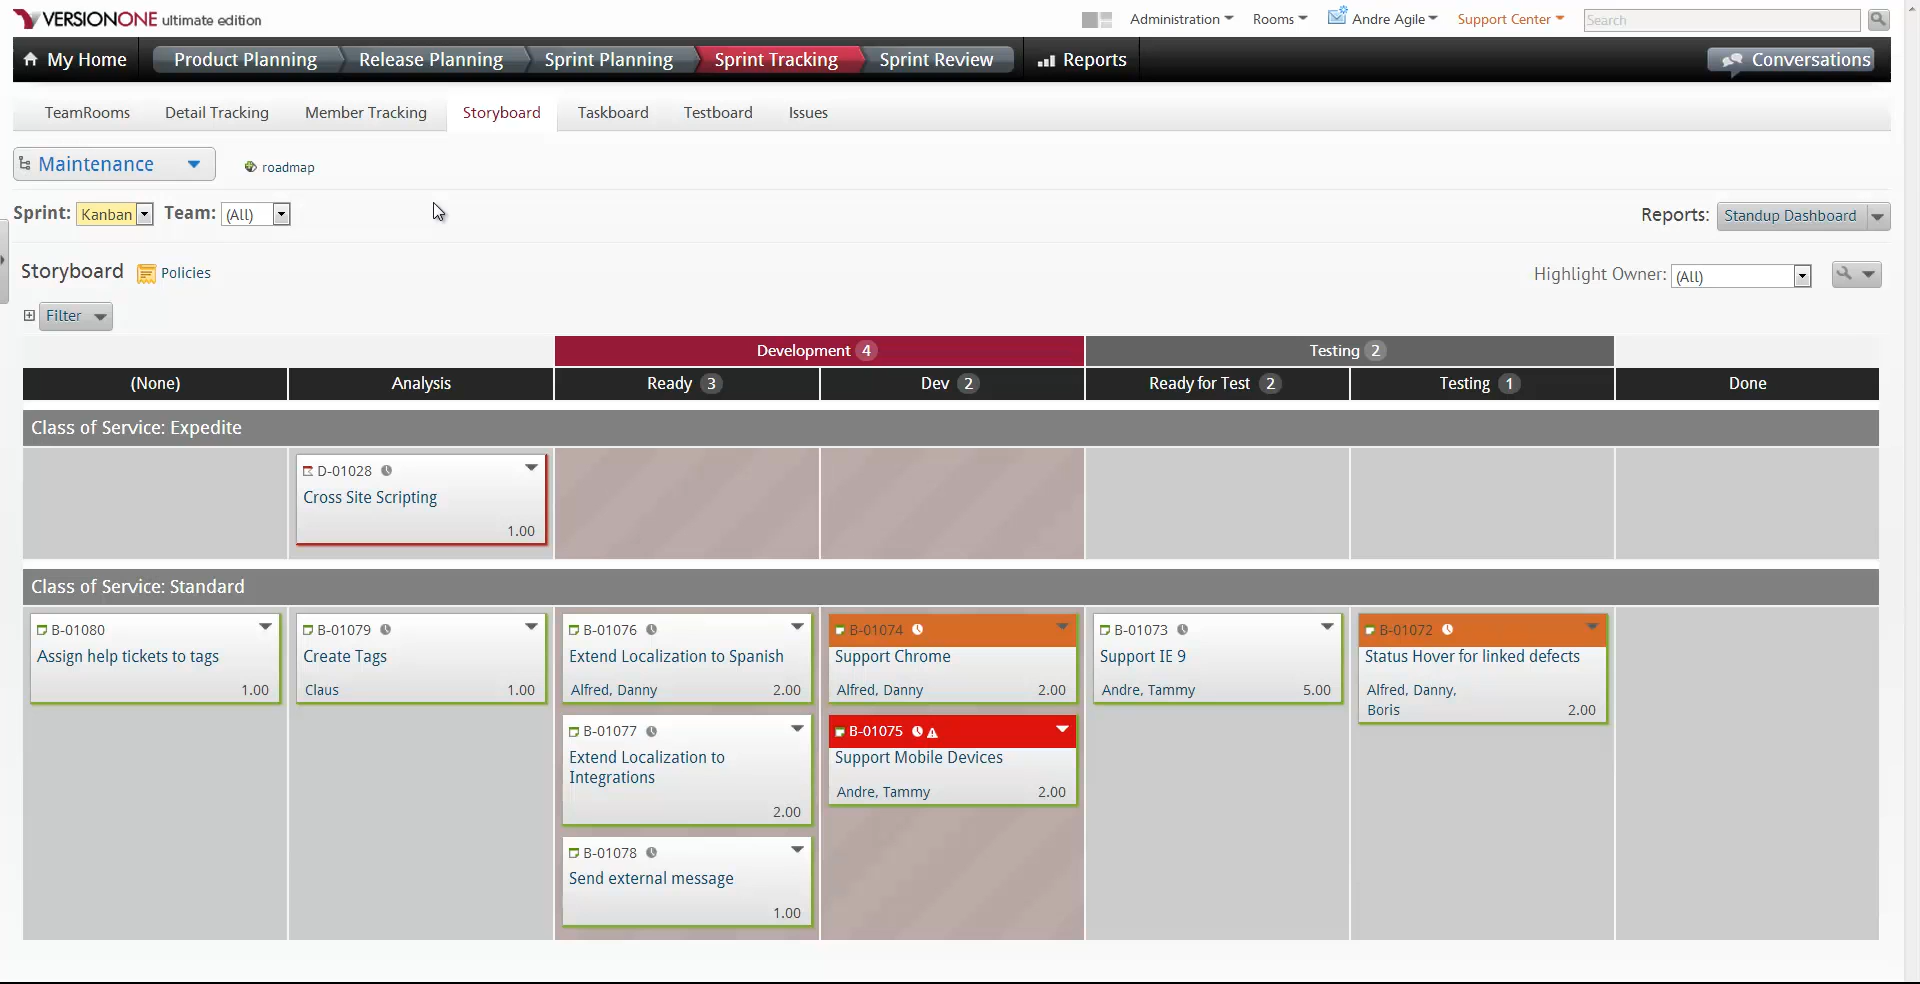 VERSIONONE ultimate edition
Administration Rooms Andre Agile Support Center Search
My Home Product Planning Release Planning Sprint Planning Sprint Tracking Sprint Review Reports Conversations
TeamRooms Detail Tracking Member Tracking Storyboard Taskboard Testboard Issues
Maintenance roadmap
Sprint: Kanban Team: (All) Reports: Standup Dashboard
Storyboard Policies Highlight Owner: (All)
Filter
Development 4 Testing 2
(None) Analysis Ready 3 Dev 2 Ready for Test 2 Testing 1 Done
Class of Service: Expedite
D-01028
Cross Site Scripting
1.00
Class of Service: Standard
B-01080
Assign help tickets to tags
1.00
B-01079
Create Tags
Claus 1.00
B-01076
Extend Localization to Spanish
Alfred, Danny 2.00
B-01077
Extend Localization to
Integrations
2.00
B-01078
Send external message
1.00
B-01074
Support Chrome
Alfred, Danny 2.00
B-01075
Support Mobile Devices
Andre, Tammy 2.00
B-01073
Support IE 9
Andre, Tammy 5.00
B-01072
Status Hover for linked defects
Alfred, Danny,
Boris 2.00